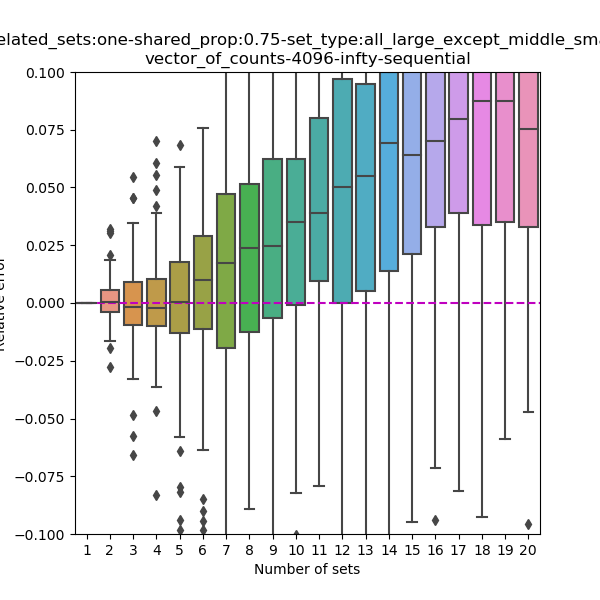 elated_sets:one-shared_prop:0.75-set_type:all_large_except_middle_sm
vector_of_counts-4096-infty-sequential
0.100
0.075
0.050
0.025
0.000
−0.025
−0.050
−0.075
−0.100
Relative error
1 2 3 4 5 6 7 8 9 10 11 12 13 14 15 16 17 18 19 20
Number of sets